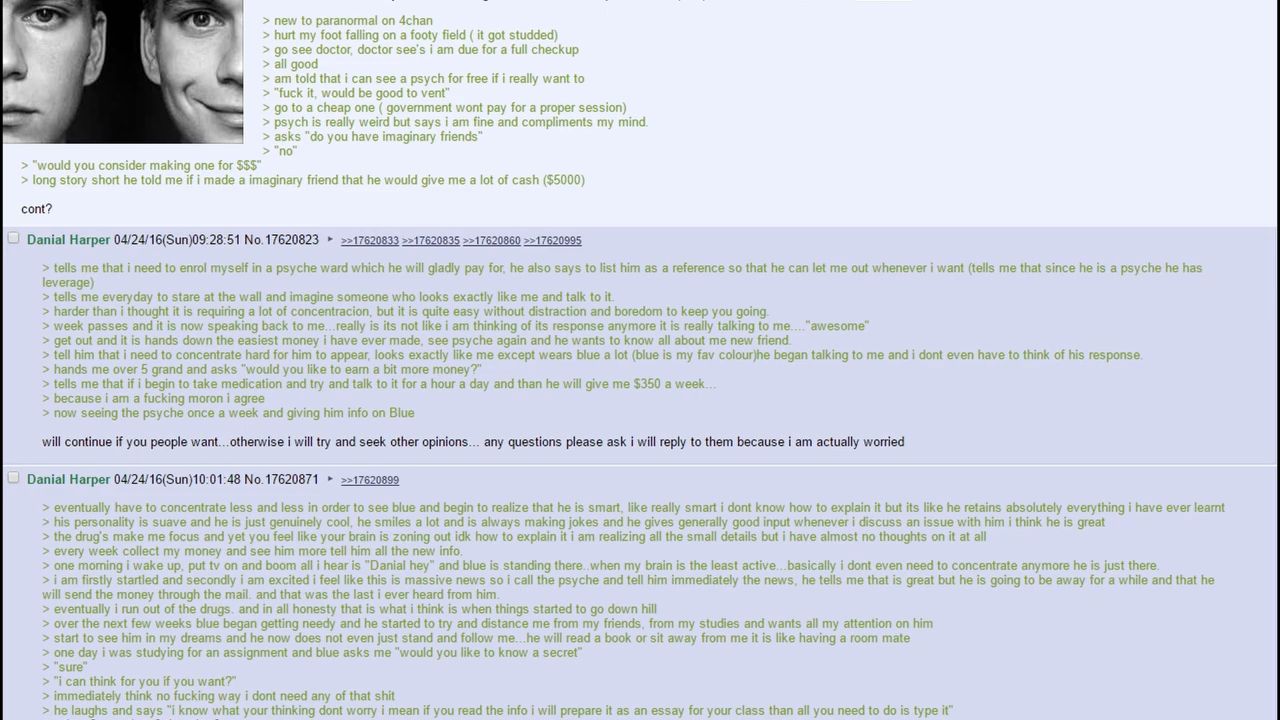 > new to paranormal on 4chan
> hurt my foot falling on a footy field ( it got studded)
> go see doctor, doctor see's i am due for a full checkup
> all good
> am told that i can see a psych for free if i really want to
> "fuck it, would be good to vent"
> go to a cheap one ( government wont pay for a proper session)
> psych is really weird but says i am fine and compliments my mind.
> asks "do you have imaginary friends"
> "no"
> "would you consider making one for $$$"
> long story short he told me if i made a imaginary friend that he would give me a lot of cash ($5000)
cont?
Danial Harper 04/24/16(Sun)09:28:51 No.17620823 ► >>17620833 >>17620835 >>17620860 >>17620995
> tells me that i need to enrol myself in a psyche ward which he will gladly pay for, he also says to list him as a reference so that he can let me out whenever i want (tells me that since he is a psyche he has
leverage)
> tells me everyday to stare at the wall and imagine someone who looks exactly like me and talk to it.
> harder than i thought it is requiring a lot of concentracion, but it is quite easy without distraction and boredom to keep you going.
> week passes and it is now speaking back to me...really is its not like i am thinking of its response anymore it is really talking to me...."awesome"
> get out and it is hands down the easiest money i have ever made, see psyche again and he wants to know all about me new friend.
> tell him that i need to concentrate hard for him to appear, looks exactly like me except wears blue a lot (blue is my fav colour)he began talking to me and i dont even have to think of his response.
> hands me over 5 grand and asks "would you like to earn a bit more money?"
> tells me that if i begin to take medication and try and talk to it for a hour a day and than he will give me $350 a week...
> because i am a fucking moron i agree
> now seeing the psyche once a week and giving him info on Blue
will continue if you people want...otherwise i will try and seek other opinions... any questions please ask i will reply to them because i am actually worried
Danial Harper 04/24/16(Sun)10:01:48 No.17620871 ► >>17620899
> eventually have to concentrate less and less in order to see blue and begin to realize that he is smart, like really smart i dont know how to explain it but its like he retains absolutely everything i have ever learnt
> his personality is suave and he is just genuinely cool, he smiles a lot and is always making jokes and he gives generally good input whenever i discuss an issue with him i think he is great
> the drug's make me focus and yet you feel like your brain is zoning out idk how to explain it i am realizing all the small details but i have almost no thoughts on it at all
> every week collect my money and see him more tell him all the new info.
> one morning i wake up, put tv on and boom all i hear is "Danial hey" and blue is standing there..when my brain is the least active...basically i dont even need to concentrate anymore he is just there.
> i am firstly startled and secondly i am excited i feel like this is massive news so i call the psyche and tell him immediately the news, he tells me that is great but he is going to be away for a while and that he
will send the money through the mail. and that was the last i ever heard from him.
> eventually i run out of the drugs. and in all honesty that is what i think is when things started to go down hill
> over the next few weeks blue began getting needy and he started to try and distance me from my friends, from my studies and wants all my attention on him
> start to see him in my dreams and he now does not even just stand and follow me...he will read a book or sit away from me it is like having a room mate
> one day i was studying for an assignment and blue asks me "would you like to know a secret"
> "sure"
> "i can think for you if you want?"
> immediately think no fucking way i dont need any of that shit
> he laughs and says "i know what your thinking dont worry i mean if you read the info i will prepare it as an essay for your class than all you need to do is type it"